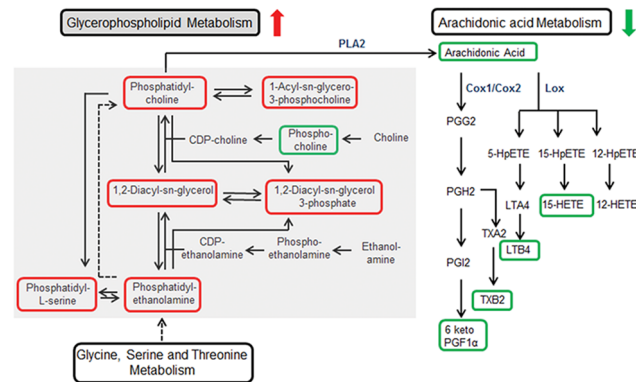 Glycerophospholipid Metabolism
Arachidonic acid Metabolism
PLA2
Arachidonic Acid
Phosphatidyl-
choline
1-Acyl-sn-glycero-
3-phosphocholine
Cox1/Cox2
Lox
PGG2
CDP-choline
Phospho-
choline
Choline
5-HpETE
15-HpETE
12-HpETE
1,2-Diacyl-sn-glycerol
1,2-Diacyl-sn-glycerol
3-phosphate
PGH2
LTA4
15-HETE
12-HETE
TXA2
CDP-
ethanolamine
Phospho-
ethanolamine
Ethanol-
amine
LTB4
PGI2
Phosphatidyl-
L-serine
Phosphatidyl-
ethanolamine
TXB2
6 keto
PGF1α
Glycine, Serine and Threonine
Metabolism